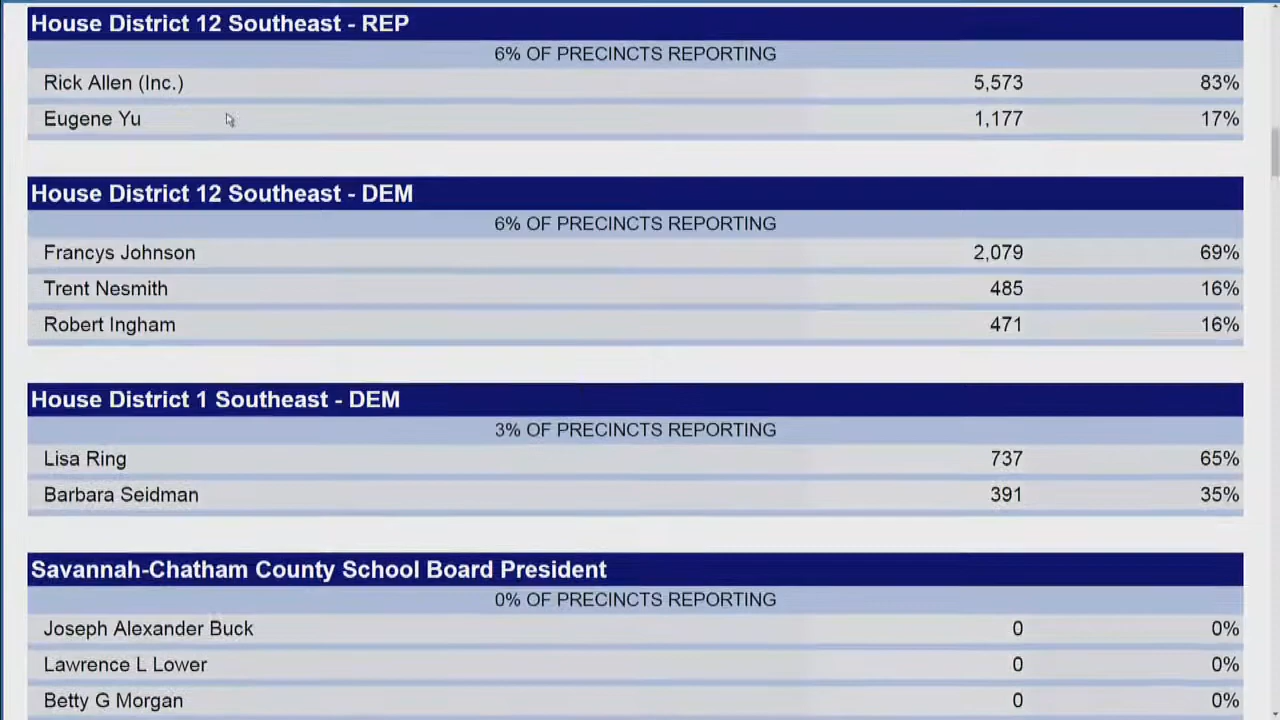 House District 12 Southeast - REP
6% OF PRECINCTS REPORTING
Rick Allen (Inc.) 5,573 83%
Eugene Yu 1,177 17%
House District 12 Southeast - DEM
6% OF PRECINCTS REPORTING
Francys Johnson 2,079 69%
Trent Nesmith 485 16%
Robert Ingham 471 16%
House District 1 Southeast - DEM
3% OF PRECINCTS REPORTING
Lisa Ring 737 65%
Barbara Seidman 391 35%
Savannah-Chatham County School Board President
0% OF PRECINCTS REPORTING
Joseph Alexander Buck 0 0%
Lawrence L Lower 0 0%
Betty G Morgan 0 0%